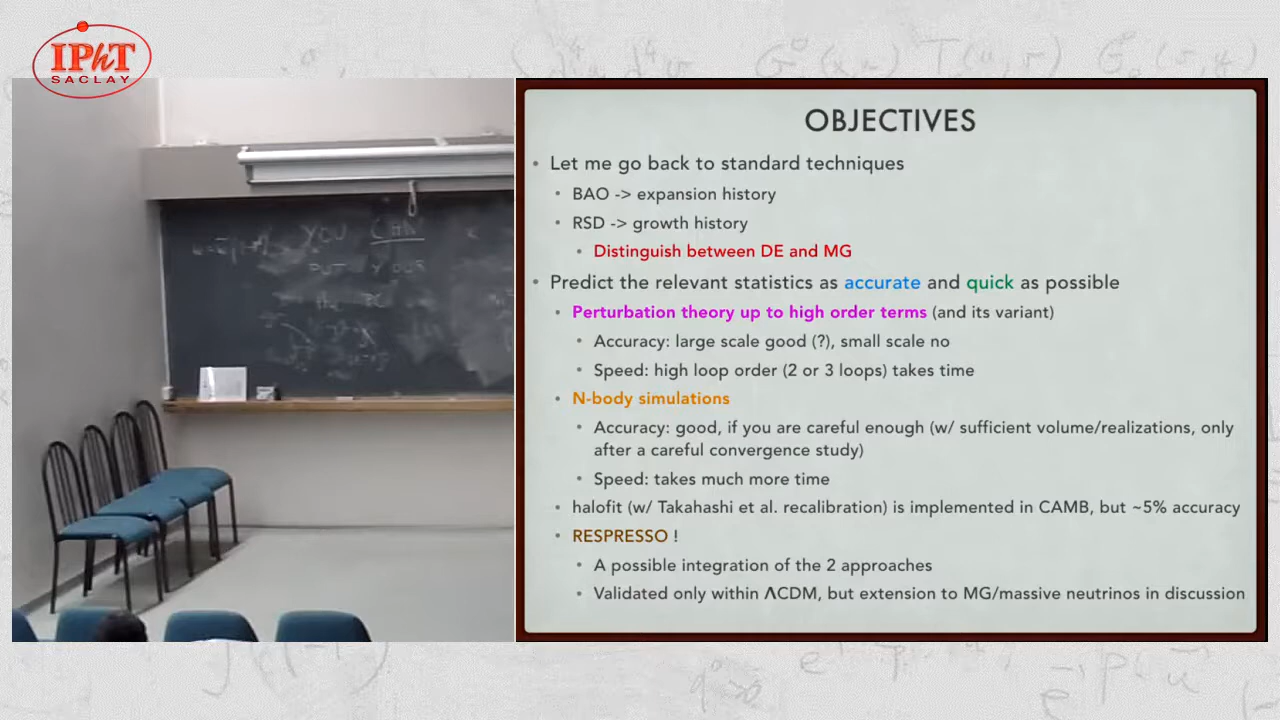 IPhT
SACLAY
YOU CAN
PUT YOUR
OBJECTIVES
• Let me go back to standard techniques
• BAO -> expansion history
• RSD -> growth history
• Distinguish between DE and MG
• Predict the relevant statistics as accurate and quick as possible
• Perturbation theory up to high order terms (and its variant)
• Accuracy: large scale good (?), small scale no
• Speed: high loop order (2 or 3 loops) takes time
• N-body simulations
• Accuracy: good, if you are careful enough (w/ sufficient volume/realizations, only
after a careful convergence study)
• Speed: takes much more time
• halofit (w/ Takahashi et al. recalibration) is implemented in CAMB, but ~5% accuracy
• RESPRESSO !
• A possible integration of the 2 approaches
• Validated only within ΛCDM, but extension to MG/massive neutrinos in discussion